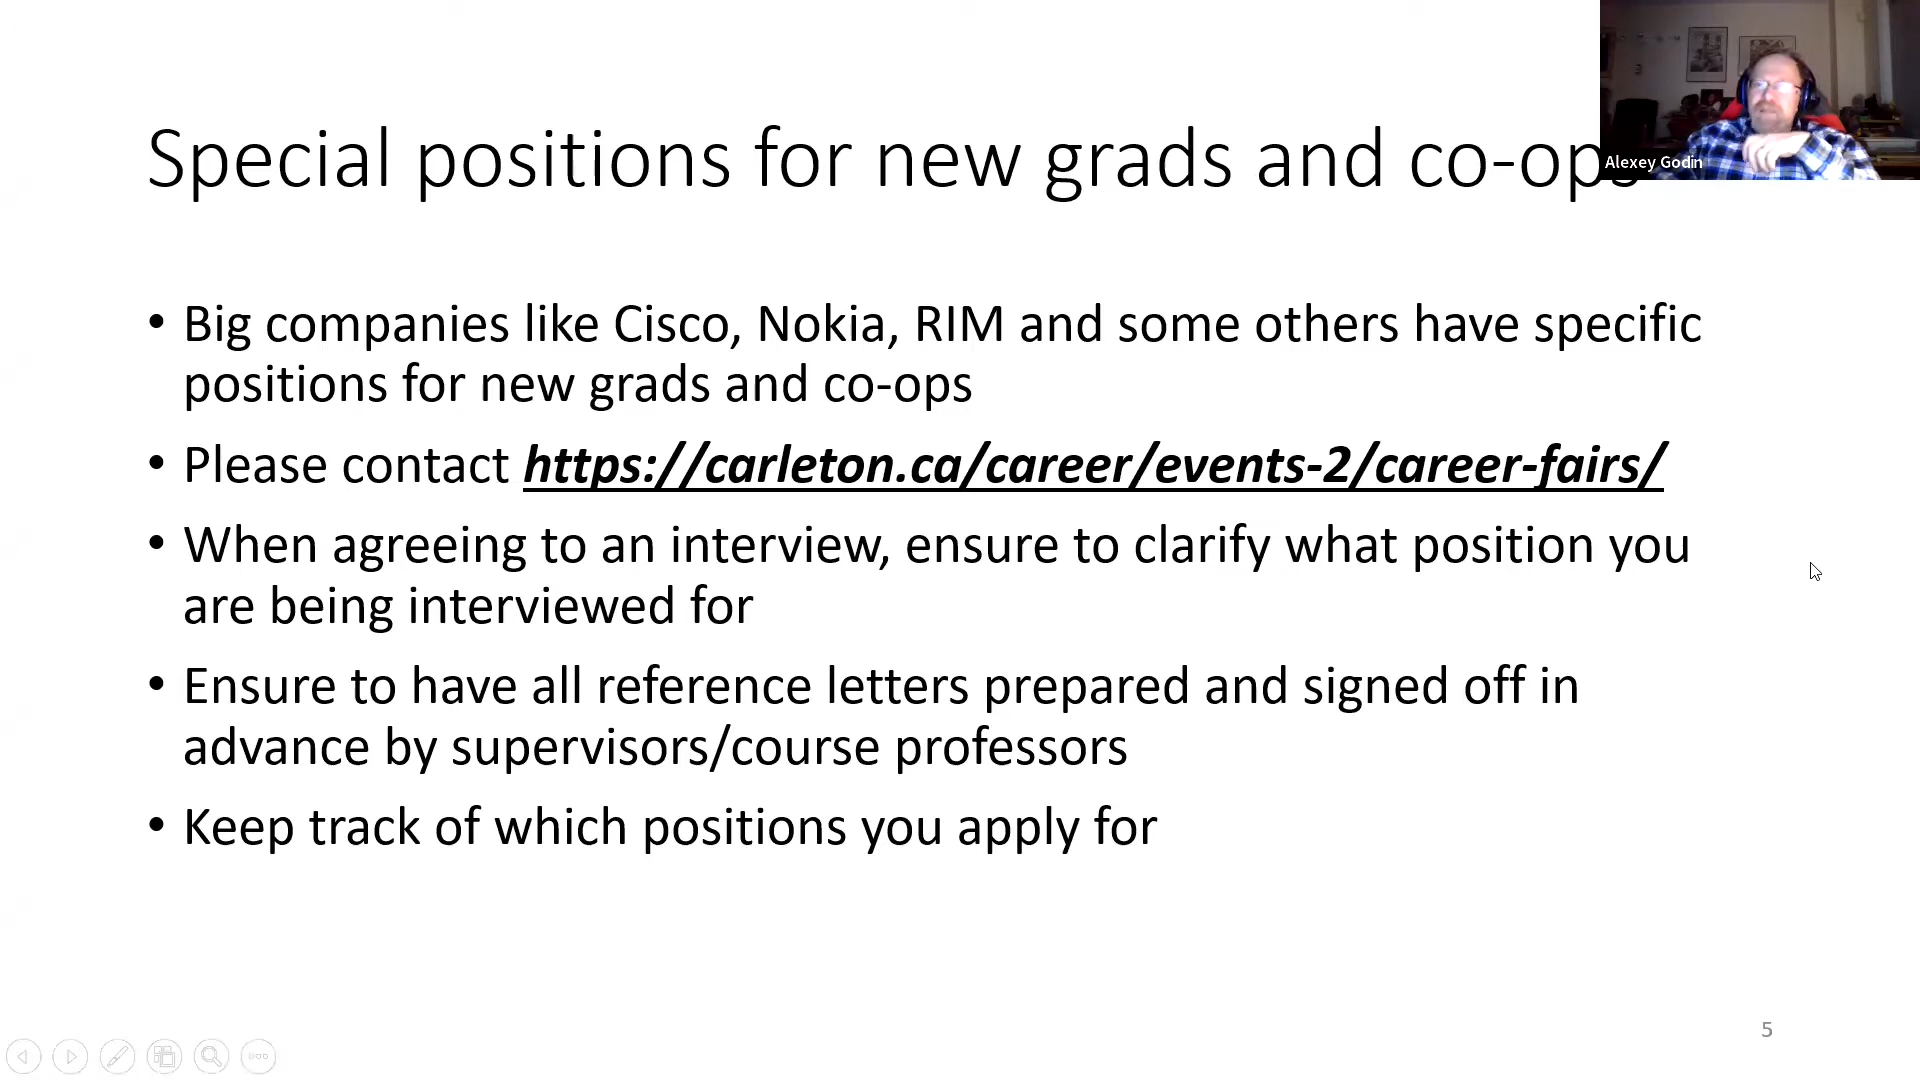 Special positions for new grads and co-ops
Alexey Godin
• Big companies like Cisco, Nokia, RIM and some others have specific
positions for new grads and co-ops
• Please contact https://carleton.ca/career/events-2/career-fairs/
• When agreeing to an interview, ensure to clarify what position you
are being interviewed for
• Ensure to have all reference letters prepared and signed off in
advance by supervisors/course professors
• Keep track of which positions you apply for
5